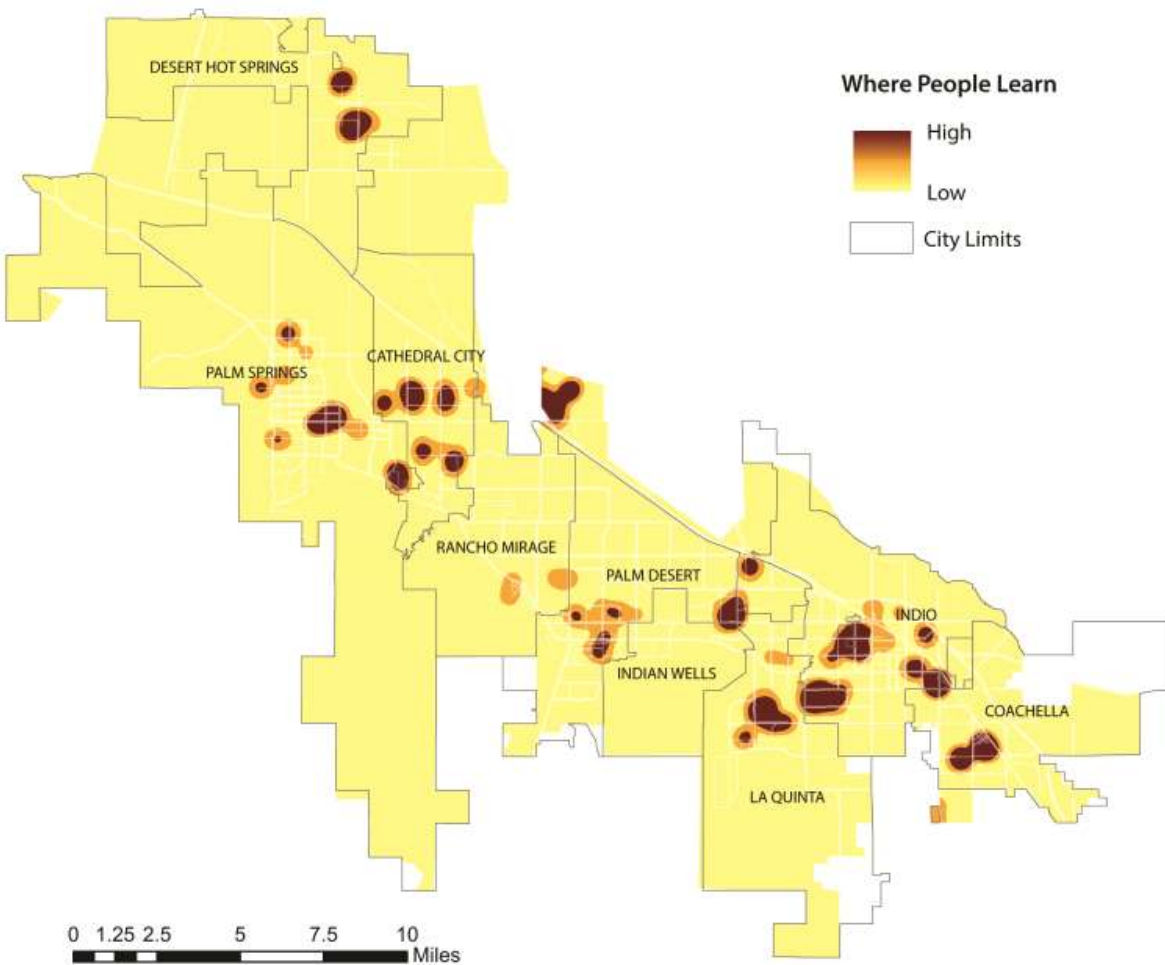 DESERT HOT SPRINGS
Where People Learn
High
Low
City Limits
CATHEDRAL CITY
PALM SPRINGS
RANCHO MIRAGE
PALM DESERT
INDIO
INDIAN WELLS
COACHELLA
LA QUINTA
0 1.25 2.5 5 7.5 10
Miles